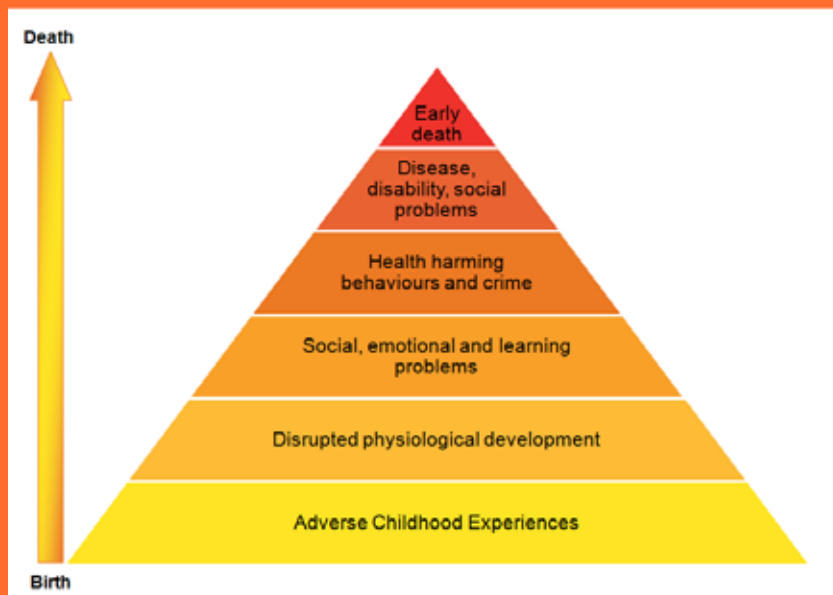 Death
Early
death
Disease,
disability, social
problems
Health harming
behaviours and crime
Social, emotional and learning
problems
Disrupted physiological development
Adverse Childhood Experiences
Birth